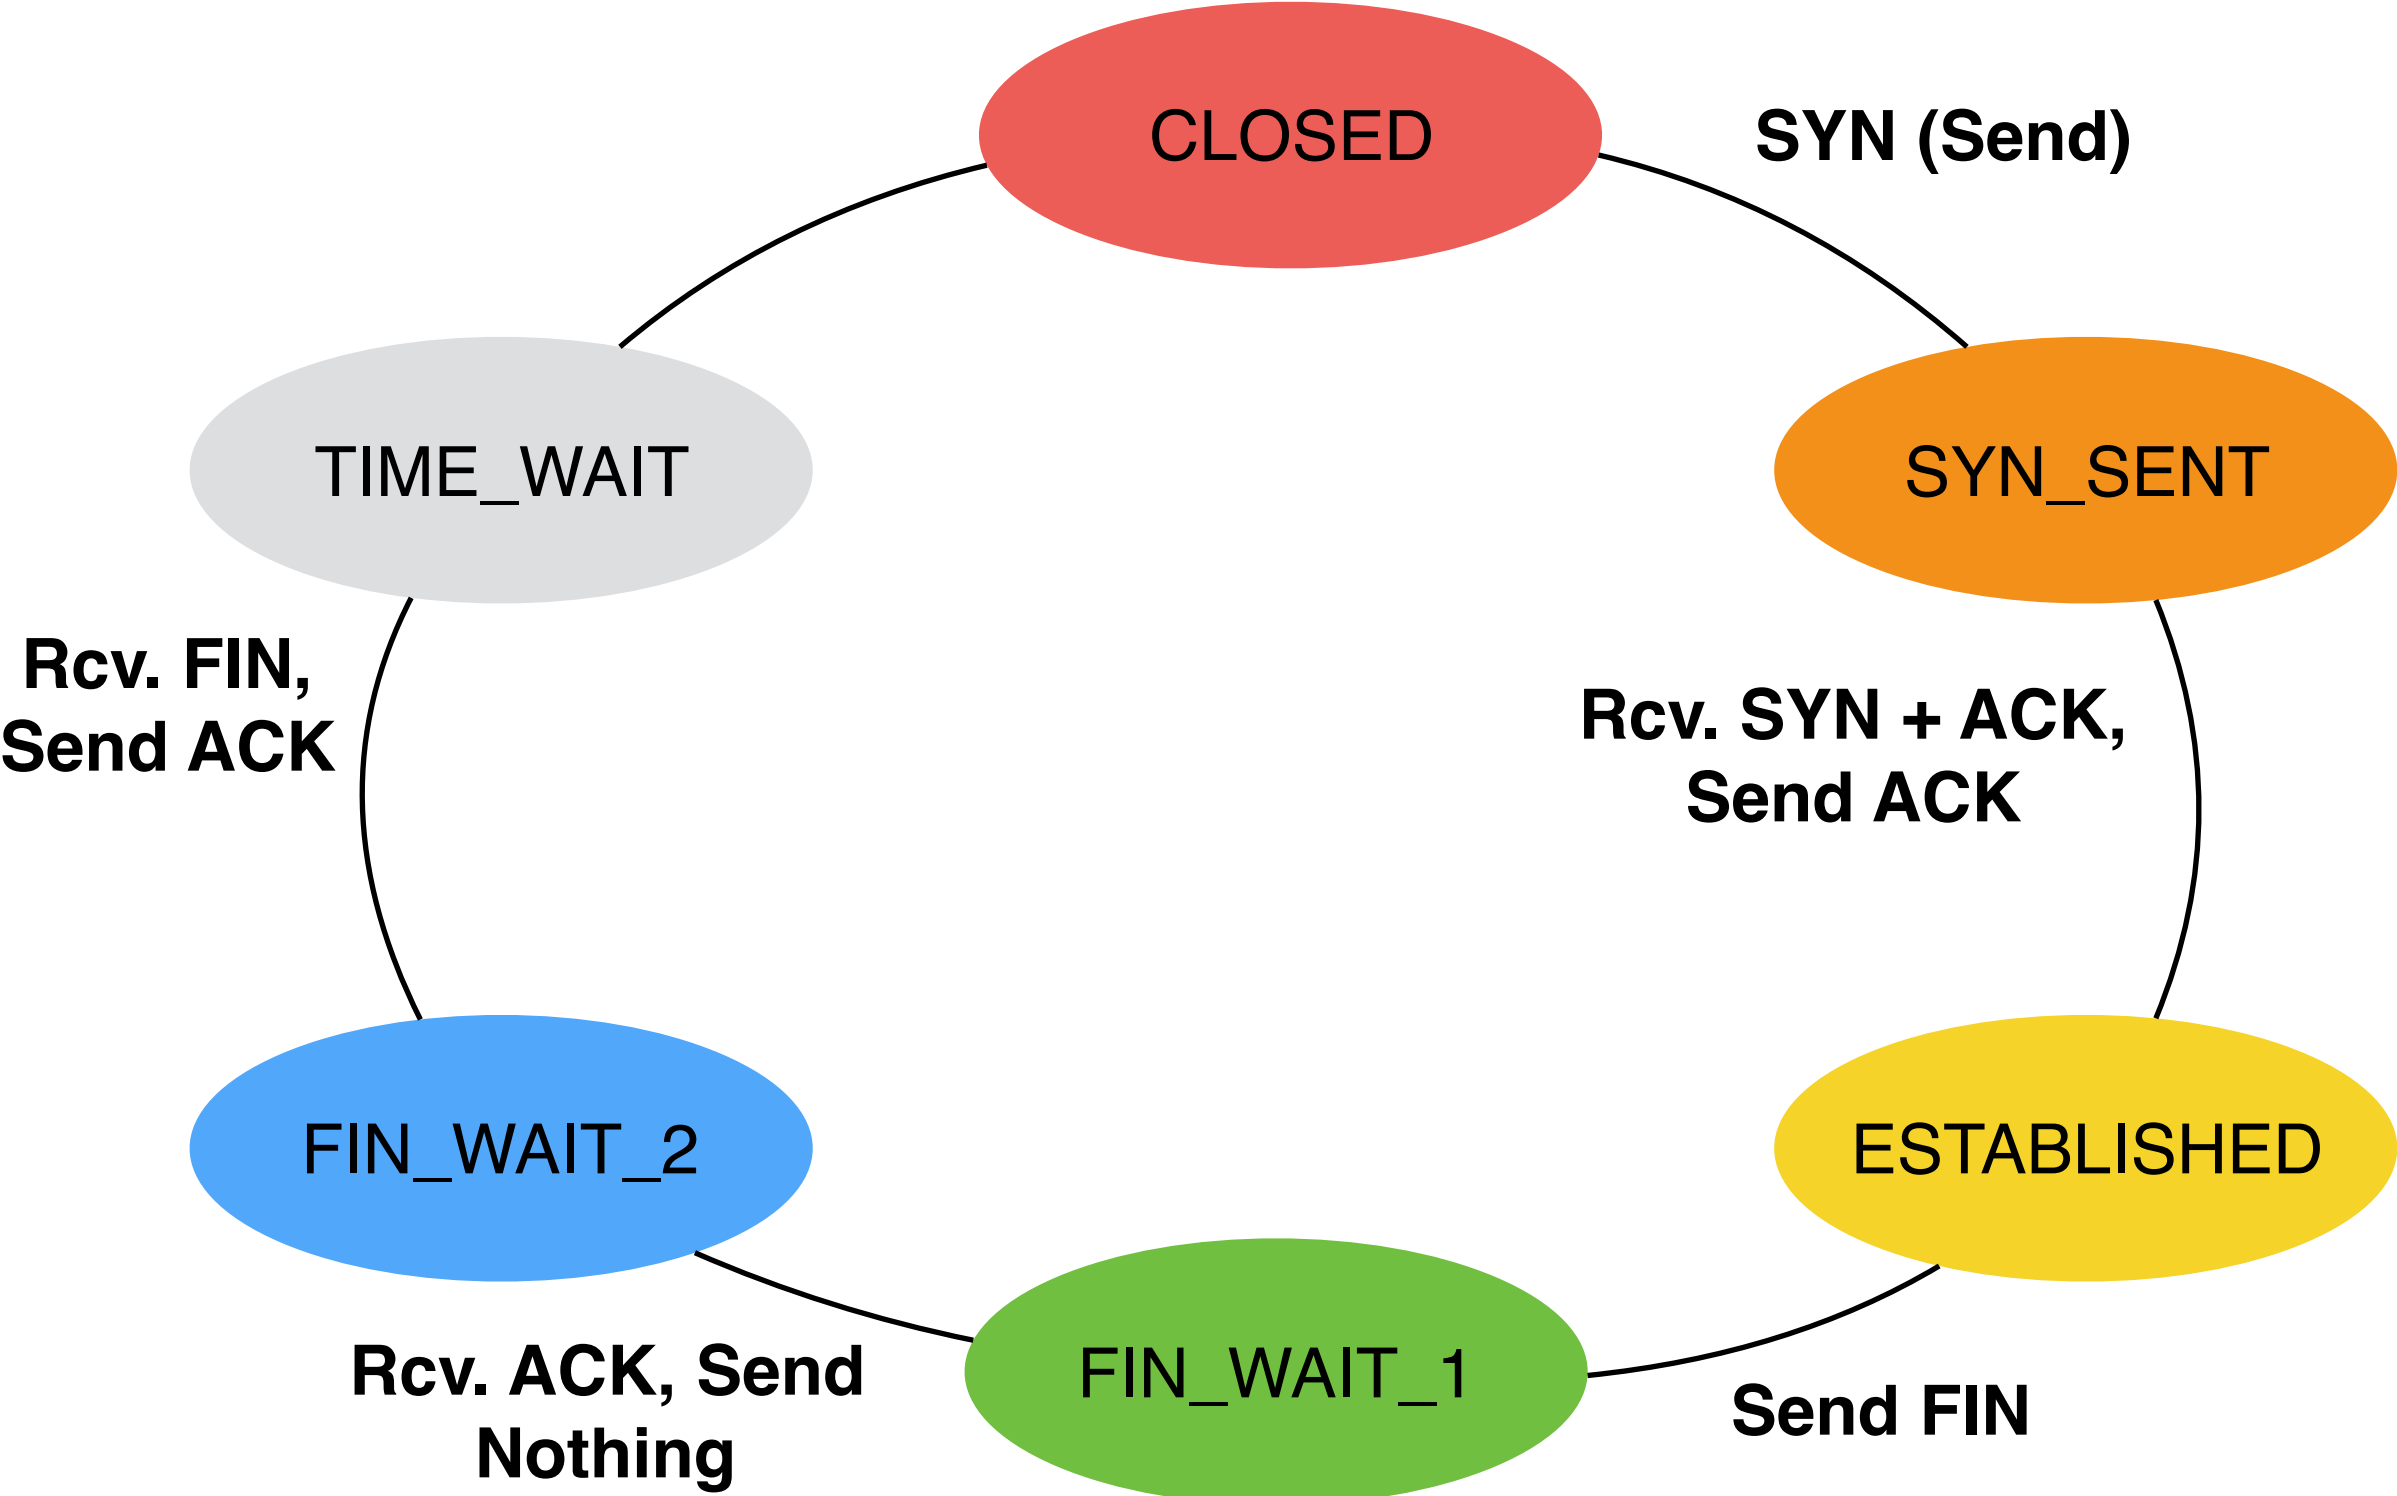 CLOSED
SYN (Send)
TIME_WAIT
SYN_SENT
Rcv. FIN,
Send ACK
Rcv. SYN + ACK,
Send ACK
FIN_WAIT_2
ESTABLISHED
Rcv. ACK, Send
Nothing
FIN_WAIT_1
Send FIN